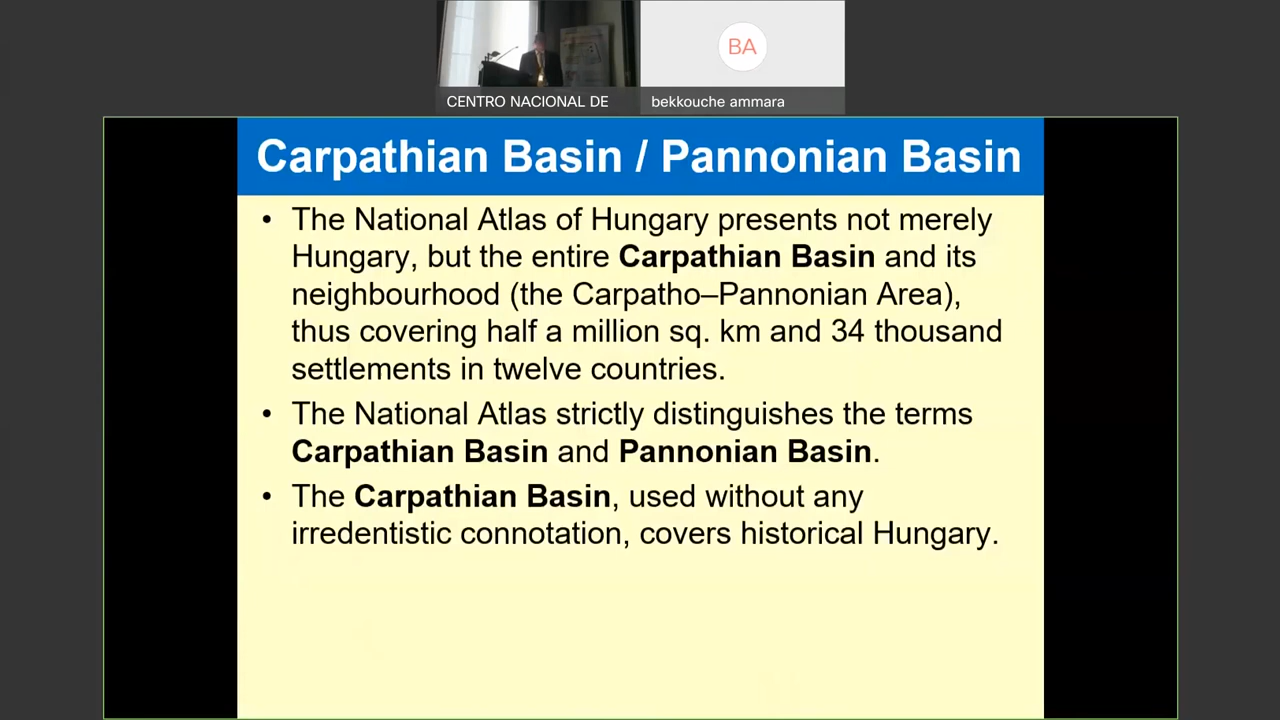 CENTRO NACIONAL DE
BA
bekkouche ammara
Carpathian Basin / Pannonian Basin
• The National Atlas of Hungary presents not merely
Hungary, but the entire Carpathian Basin and its
neighbourhood (the Carpatho–Pannonian Area),
thus covering half a million sq. km and 34 thousand
settlements in twelve countries.
• The National Atlas strictly distinguishes the terms
Carpathian Basin and Pannonian Basin.
• The Carpathian Basin, used without any
irredentistic connotation, covers historical Hungary.